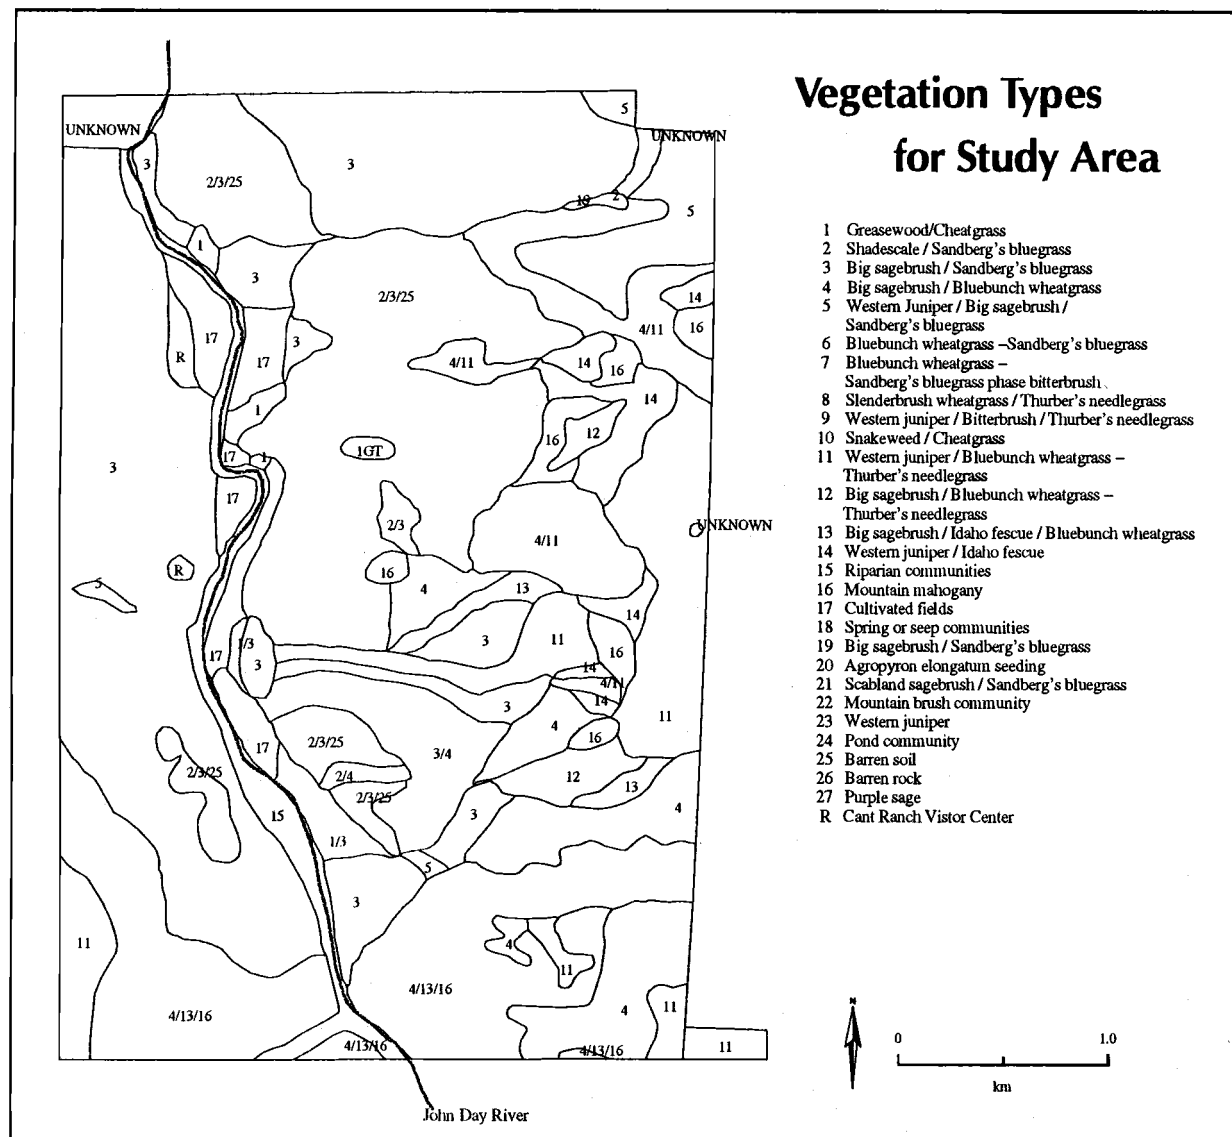 Vegetation Types
for Study Area
1 Greasewood/Cheatgrass
2 Shadescale / Sandberg's bluegrass
3 Big sagebrush / Sandberg's bluegrass
4 Big sagebrush / Bluebunch wheatgrass
5 Western Juniper / Big sagebrush /
Sandberg's bluegrass
6 Bluebunch wheatgrass –Sandberg's bluegrass
7 Bluebunch wheatgrass –
Sandberg's bluegrass phase bitterbrush
8 Slenderbrush wheatgrass / Thurber's needlegrass
9 Western juniper / Bitterbrush / Thurber's needlegrass
10 Snakeweed / Cheatgrass
11 Western juniper / Bluebunch wheatgrass –
Thurber's needlegrass
12 Big sagebrush / Bluebunch wheatgrass –
Thurber's needlegrass
13 Big sagebrush / Idaho fescue / Bluebunch wheatgrass
14 Western juniper / Idaho fescue
15 Riparian communities
16 Mountain mahogany
17 Cultivated fields
18 Spring or seep communities
19 Big sagebrush / Sandberg's bluegrass
20 Agropyron elongatum seeding
21 Scabland sagebrush / Sandberg's bluegrass
22 Mountain brush community
23 Western juniper
24 Pond community
25 Barren soil
26 Barren rock
27 Purple sage
R Cant Ranch Vistor Center
N
0 1.0
km
UNKNOWN
5
UNKNOWN
3
2/3/25
3
2
5
1
3
2/3/25
14
17
R
17
3
4/11
16
4/11
14
16
14
1
16
12
17
1
1GT
3
17
2/3
UNKNOWN
4/11
R
16
5
4
13
14
1/3
3
3
11
16
17
14
4/11
14
3
11
4
16
17
2/3/25
3/4
2/3/25
2/4
12
13
2/3/25
15
3
4
1/3
5
3
11
4
11
4/13/16
4/13/16
4
11
4/13/16
4/13/16
11
John Day River